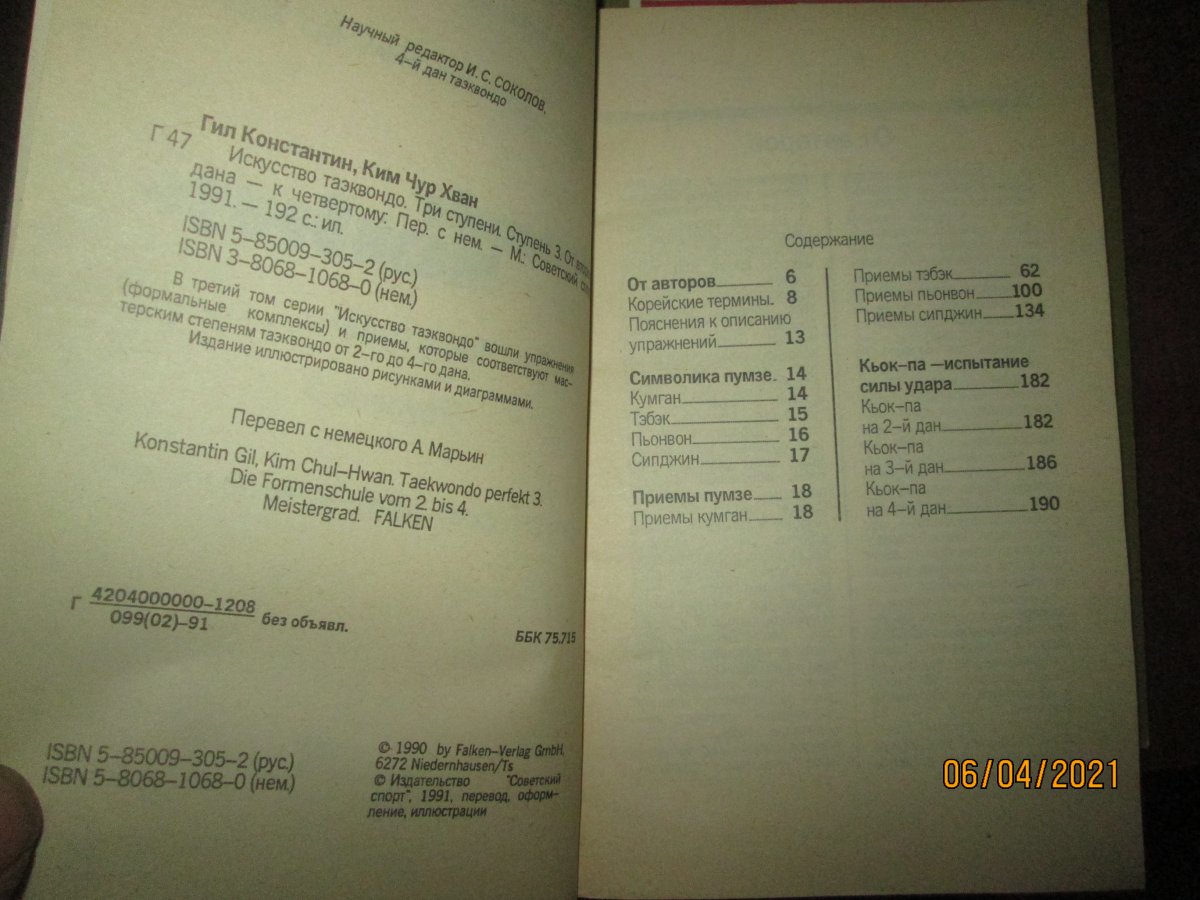 Научный редактор И. С. СОКОЛОВ,
4–й дан таэквондо
Гил Константин, Ким Чур Хван
Г 47
Искусство таэквондо. Три ступени. Ступень 3. От
дана — к четвертому: Пер. с нем. — М.: Советский
1991. — 192 с.: ил.
ISBN 5–85009–305–2 (рус.)
ISBN 3–8068–1068–0 (нем.)
В третий том серии "Искусство таэквондо" вошли упражнения
(формальные комплексы) и приемы, которые соответствуют мас–
терским степеням таэквондо от 2–го до 4–го дана.
Издание иллюстрировано рисунками и диаграммами.
Перевел с немецкого А. Марьин
Konstantin Gil, Kim Chul–Hwan. Taekwondo perfekt 3.
Die Formenschule vom 2. bis 4.
Meistergrad. FALKEN
Г 4204000000–1208
099(02)–91 без объявл.
ББК 75.715
ISBN 5–85009–305–2 (рус.)
ISBN 5–8068–1068–0 (нем.)
© 1990 by Falken–Verlag GmbH,
6272 Niedernhausen/Ts
© Издательство "Советский
спорт", 1991, перевод, оформ–
ление, иллюстрации
Содержание
От авторов 6
Корейские термины. 8
Пояснения к описанию
упражнений 13
Символика пумзе. 14
Кумган 14
Тэбэк 15
Пьонвон 16
Сипджин 17
Приемы пумзе 18
Приемы кумган 18
Приемы тэбэк 62
Приемы пьонвон 100
Приемы сипджин 134
Кьок–па —испытание
силы удара 182
Кьок–па
на 2–й дан 182
Кьок–па
на 3–й дан 186
Кьок–па
на 4–й дан 190
06/04/2021